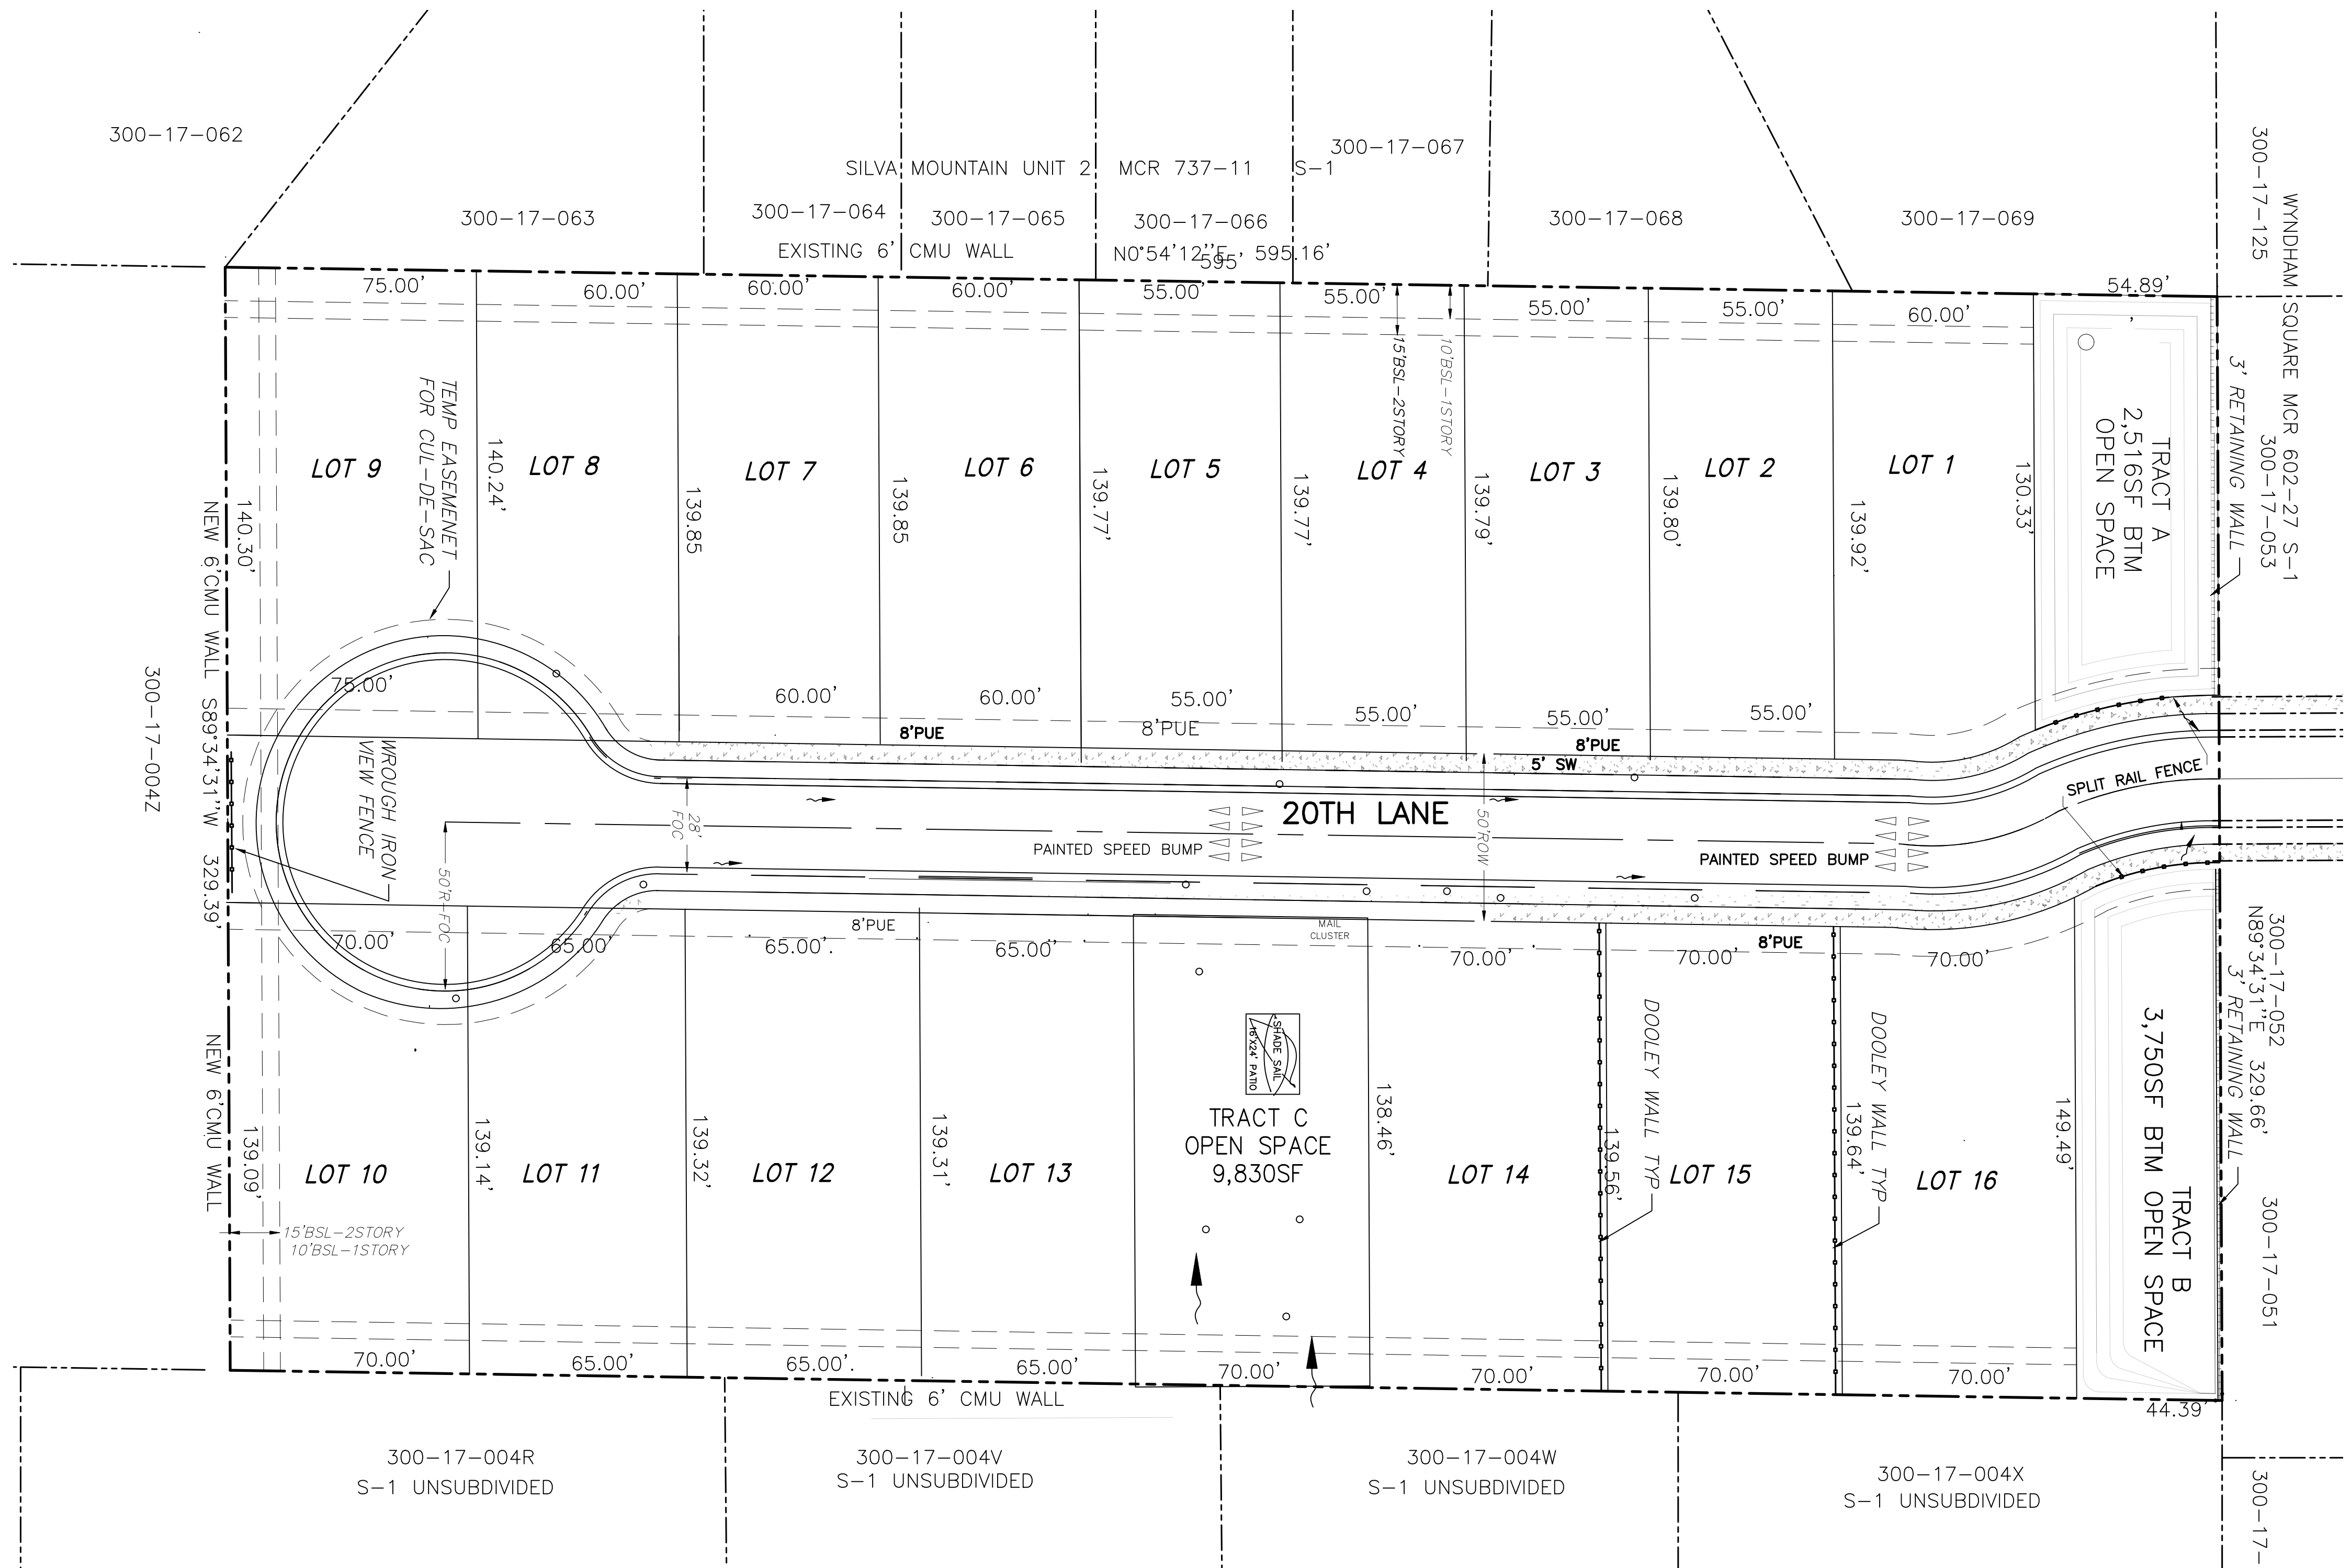 300-17-062
300-17-067
SILVA MOUNTAIN UNIT 2 MCR 737-11 S-1
300-17-063
300-17-064
300-17-065
300-17-066
300-17-068
300-17-069
300-17-125
WYNDHAM SQUARE MCR 602-27 S-1
300-17-053
EXISTING 6' CMU WALL
N0°54'12"E, 595.16'
595'
75.00'
60.00'
60.00'
60.00'
55.00'
55.00'
55.00'
55.00'
60.00'
54.89'
15'BSL-2STORY
10'BSL-1STORY
3' RETAINING WALL
TEMP EASEMENET
FOR CUL-DE-SAC
LOT 9
LOT 8
LOT 7
LOT 6
LOT 5
LOT 4
LOT 3
LOT 2
LOT 1
TRACT A
2,516SF BTM
OPEN SPACE
140.30'
140.24'
139.85
139.85
139.77'
139.77'
139.79'
139.80'
139.92'
130.33'
NEW 6'CMU WALL S89°34'31"W 329.39'
300-17-004Z
75.00'
60.00'
60.00'
55.00'
55.00'
55.00'
55.00'
8'PUE
8'PUE
8'PUE
5' SW
WROUGH IRON
VIEW FENCE
50'R-FOC
28'
FOC
20TH LANE
50'ROW
PAINTED SPEED BUMP
PAINTED SPEED BUMP
SPLIT RAIL FENCE
70.00'
65.00'
65.00'.
65.00'
8'PUE
MAIL
CLUSTER
8'PUE
70.00'
70.00'
70.00'
300-17-052
N89°34'31"E 329.66'
3' RETAINING WALL
SHADE SAIL
16'X24' PATIO
TRACT C
OPEN SPACE
9,830SF
DOOLEY WALL TYP
DOOLEY WALL TYP
NEW 6'CMU WALL
139.09'
139.14'
139.32'
139.31'
138.46'
139.56'
139.64'
149.49'
LOT 10
LOT 11
LOT 12
LOT 13
LOT 14
LOT 15
LOT 16
TRACT B
3,750SF BTM OPEN SPACE
300-17-051
15'BSL-2STORY
10'BSL-1STORY
70.00'
65.00'
65.00'.
65.00'
70.00'
70.00'
70.00'
70.00'
44.39'
EXISTING 6' CMU WALL
300-17-004R
S-1 UNSUBDIVIDED
300-17-004V
S-1 UNSUBDIVIDED
300-17-004W
S-1 UNSUBDIVIDED
300-17-004X
S-1 UNSUBDIVIDED
300-17-